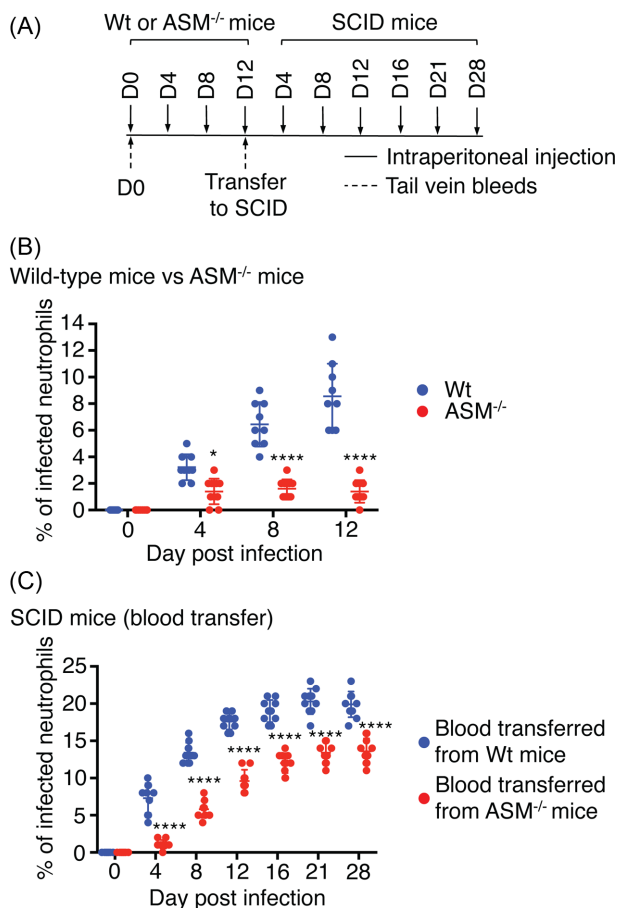 (A)
Wt or ASM-/- mice
SCID mice
D0 D4 D8 D12 D4 D8 D12 D16 D21 D28
D0
Transfer
to SCID
Intraperitoneal injection
Tail vein bleeds
(B)
Wild-type mice vs ASM-/- mice
% of infected neutrophils
14
12
10
8
6
4
2
0
* **** ****
0 4 8 12
Day post infection
Wt
ASM-/-
(C)
SCID mice (blood transfer)
% of infected neutrophils
25
20
15
10
5
0
**** **** **** **** **** ****
0 4 8 12 16 21 28
Day post infection
Blood transferred
from Wt mice
Blood transferred
from ASM-/- mice